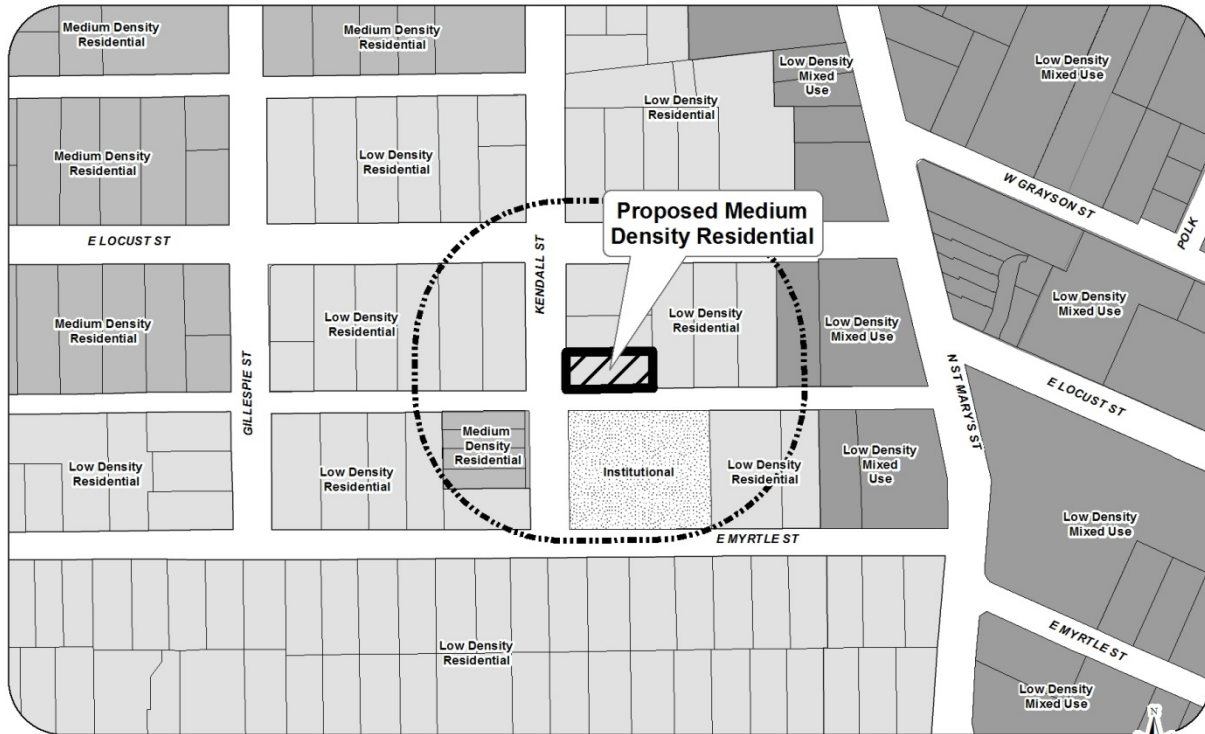 Medium Density
Residential
Medium Density
Residential
Low Density
Mixed
Use
Low Density
Mixed Use
Medium Density
Residential
Low Density
Residential
Low Density
Residential
W GRAYSON ST
POLK
E LOCUST ST
KENDALL ST
Proposed Medium
Density Residential
Medium Density
Residential
Low Density
Residential
Low Density
Residential
Low Density
Mixed Use
Low Density
Mixed Use
GILLESPIE ST
N ST MARY'S ST
E LOCUST ST
Low Density
Residential
Low Density
Residential
Medium
Density
Residential
Institutional
Low Density
Residential
Low Density
Mixed
Use
Low Density
Mixed Use
E MYRTLE ST
Low Density
Residential
E MYRTLE ST
Low Density
Mixed Use
N